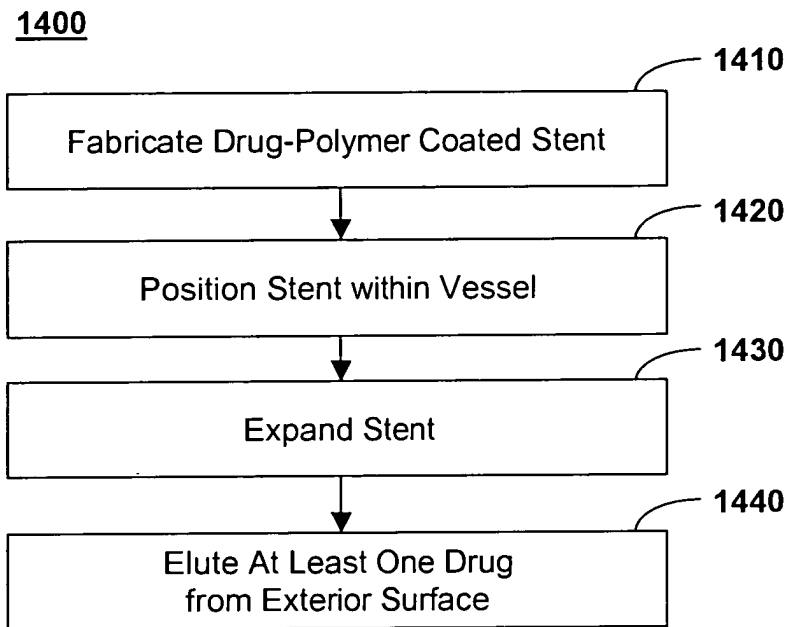 1400
1410
Fabricate Drug-Polymer Coated Stent
1420
Position Stent within Vessel
1430
Expand Stent
1440
Elute At Least One Drug
from Exterior Surface